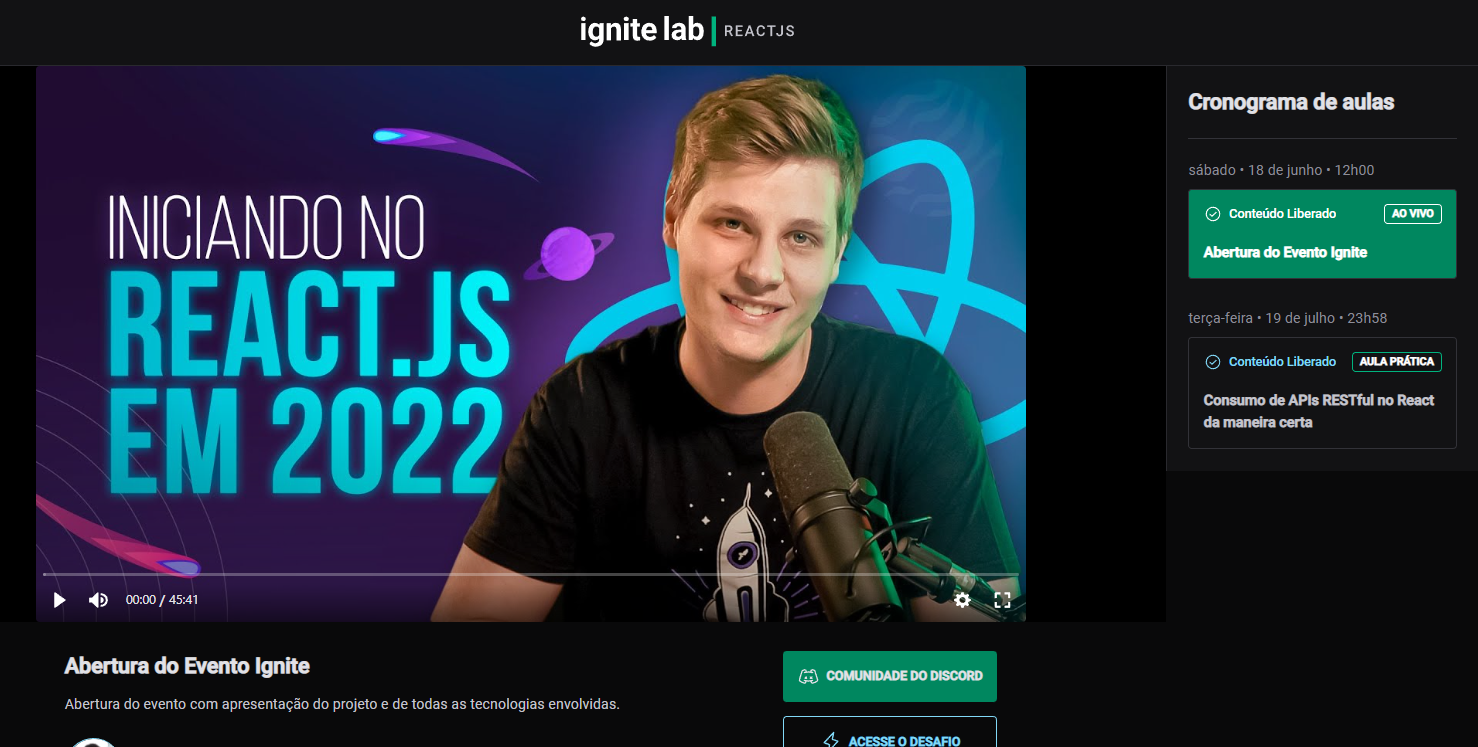 ignite lab | REACTJS
INICIANDO NO
REACT.JS
EM 2022
00:00 / 45:41
Cronograma de aulas
sábado • 18 de junho • 12h00
Conteúdo Liberado AO VIVO
Abertura do Evento Ignite
terça-feira • 19 de julho • 23h58
Conteúdo Liberado AULA PRÁTICA
Consumo de APIs RESTful no React
da maneira certa
Abertura do Evento Ignite
Abertura do evento com apresentação do projeto e de todas as tecnologias envolvidas.
COMUNIDADE DO DISCORD
ACESSE O DESAFIO